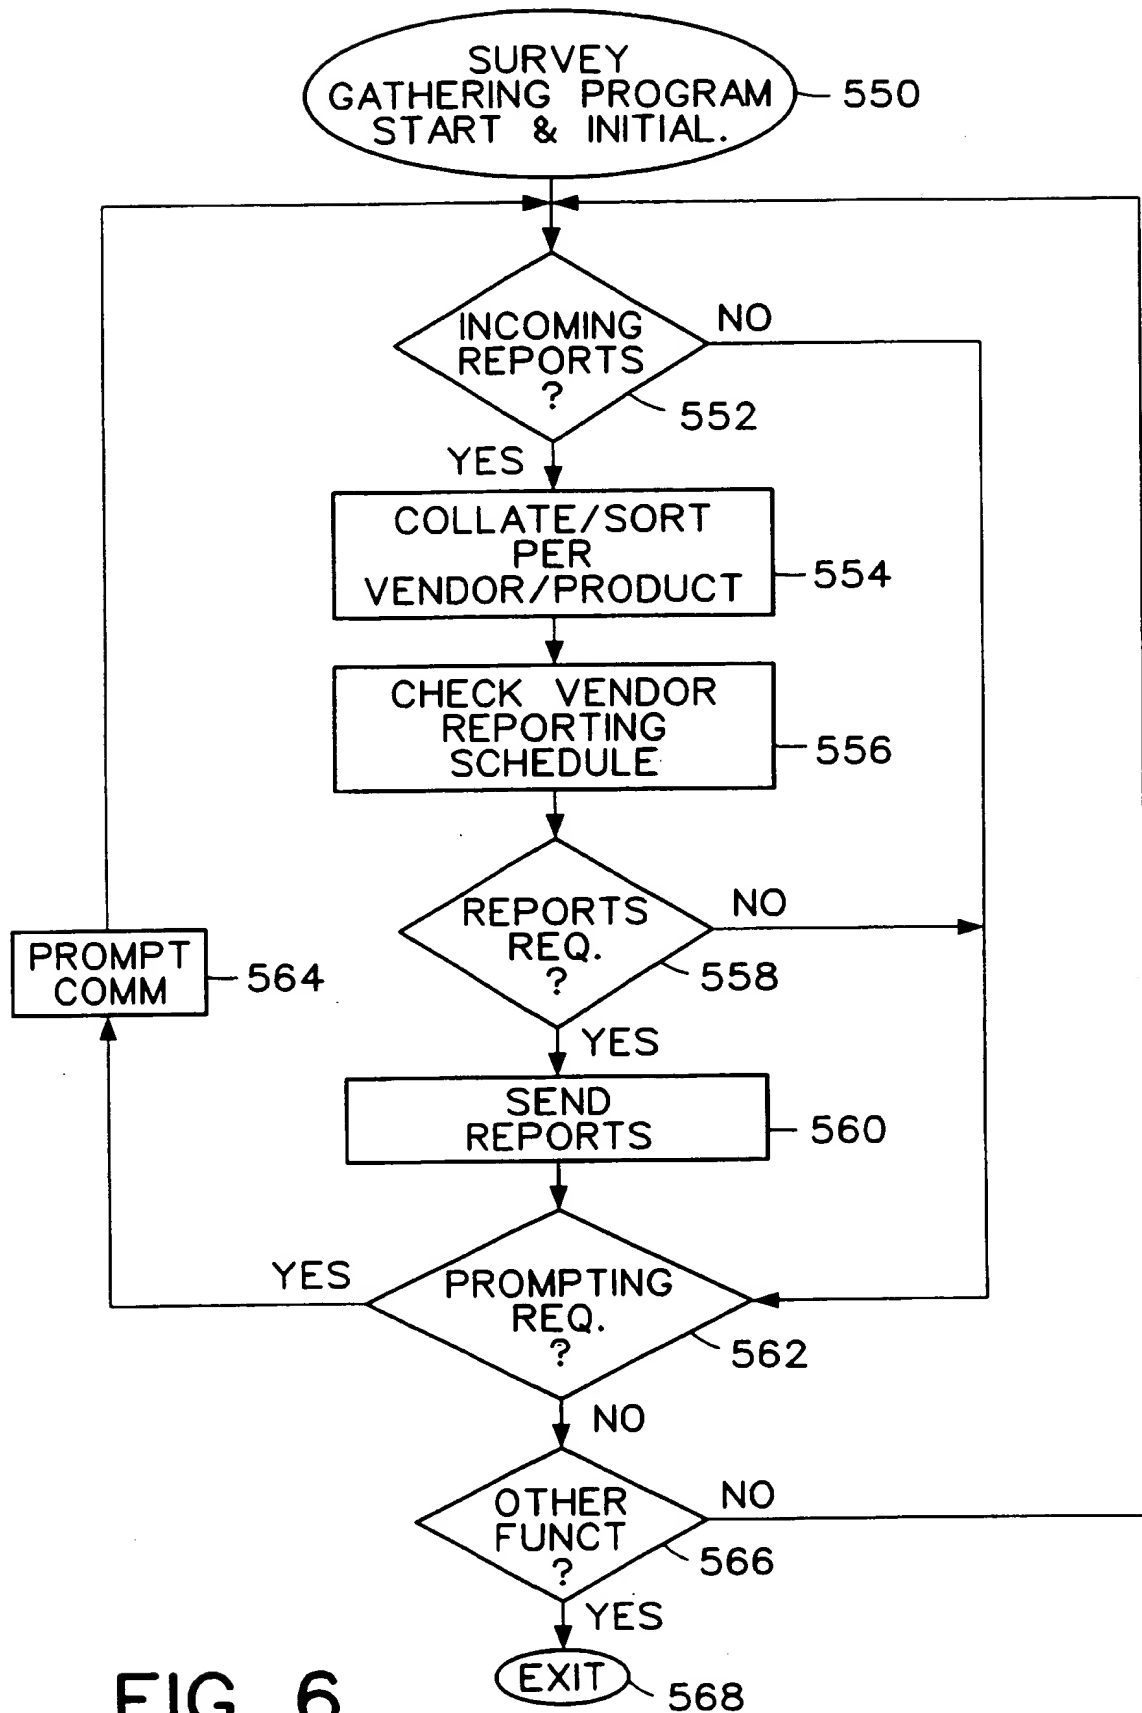 SURVEY
GATHERING PROGRAM
START & INITIAL.
550
INCOMING
REPORTS
?
NO
552
YES
COLLATE/SORT
PER
VENDOR/PRODUCT
554
CHECK VENDOR
REPORTING
SCHEDULE
556
REPORTS
REQ.
?
NO
558
PROMPT
COMM
564
YES
SEND
REPORTS
560
PROMPTING
REQ.
?
YES
562
NO
OTHER
FUNCT
?
NO
566
YES
EXIT
568
FIG. 6